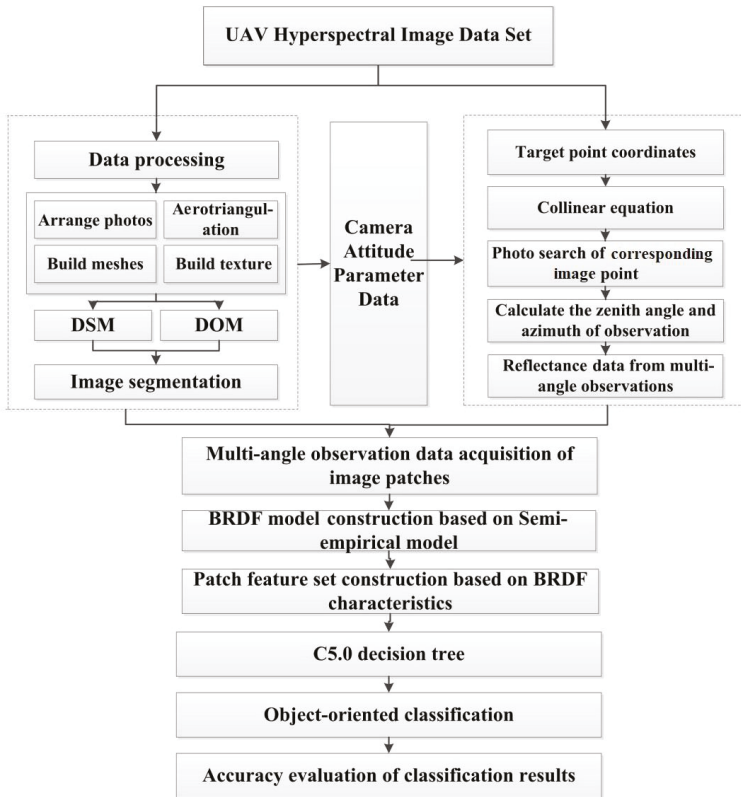 UAV Hyperspectral Image Data Set
Data processing
Arrange photos
Aerotriangul-
ation
Build meshes
Build texture
DSM
DOM
Image segmentation
Camera
Attitude
Parameter
Data
Target point coordinates
Collinear equation
Photo search of corresponding
image point
Calculate the zenith angle and
azimuth of observation
Reflectance data from multi-
angle observations
Multi-angle observation data acquisition of
image patches
BRDF model construction based on Semi-
empirical model
Patch feature set construction based on BRDF
characteristics
C5.0 decision tree
Object-oriented classification
Accuracy evaluation of classification results